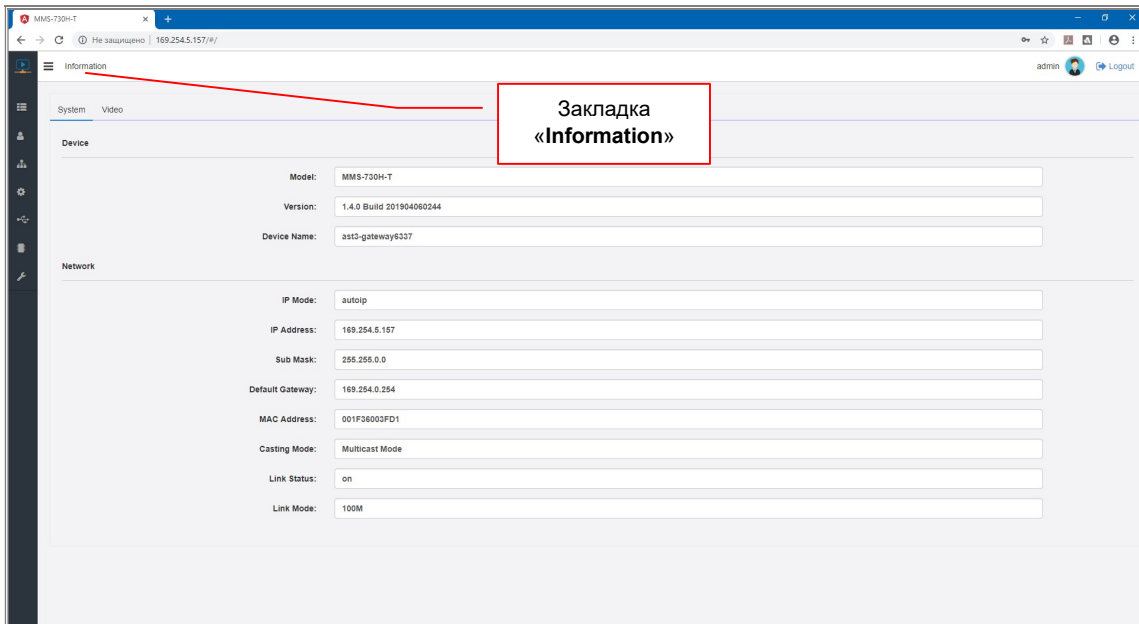 MMS-730H-T
Не защищено | 169.254.5.157/#/
Information
admin
Logout
Закладка
«Information»
System Video
Device
Model: MMS-730H-T
Version: 1.4.0 Build 201904060244
Device Name: ast3-gateway6337
Network
IP Mode: autoip
IP Address: 169.254.5.157
Sub Mask: 255.255.0.0
Default Gateway: 169.254.0.254
MAC Address: 001F36003FD1
Casting Mode: Multicast Mode
Link Status: on
Link Mode: 100M